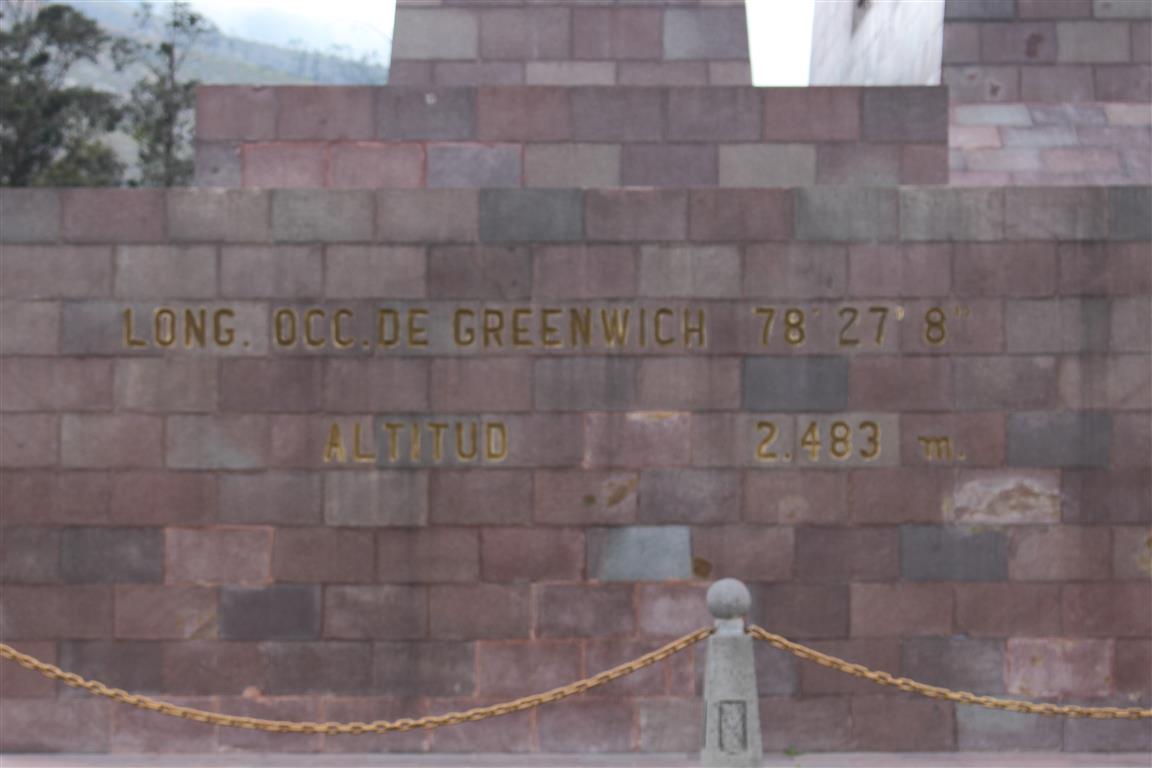 LONG. OCC.DE GREENWICH 78° 27' 8"
ALTITUD 2.483 m.